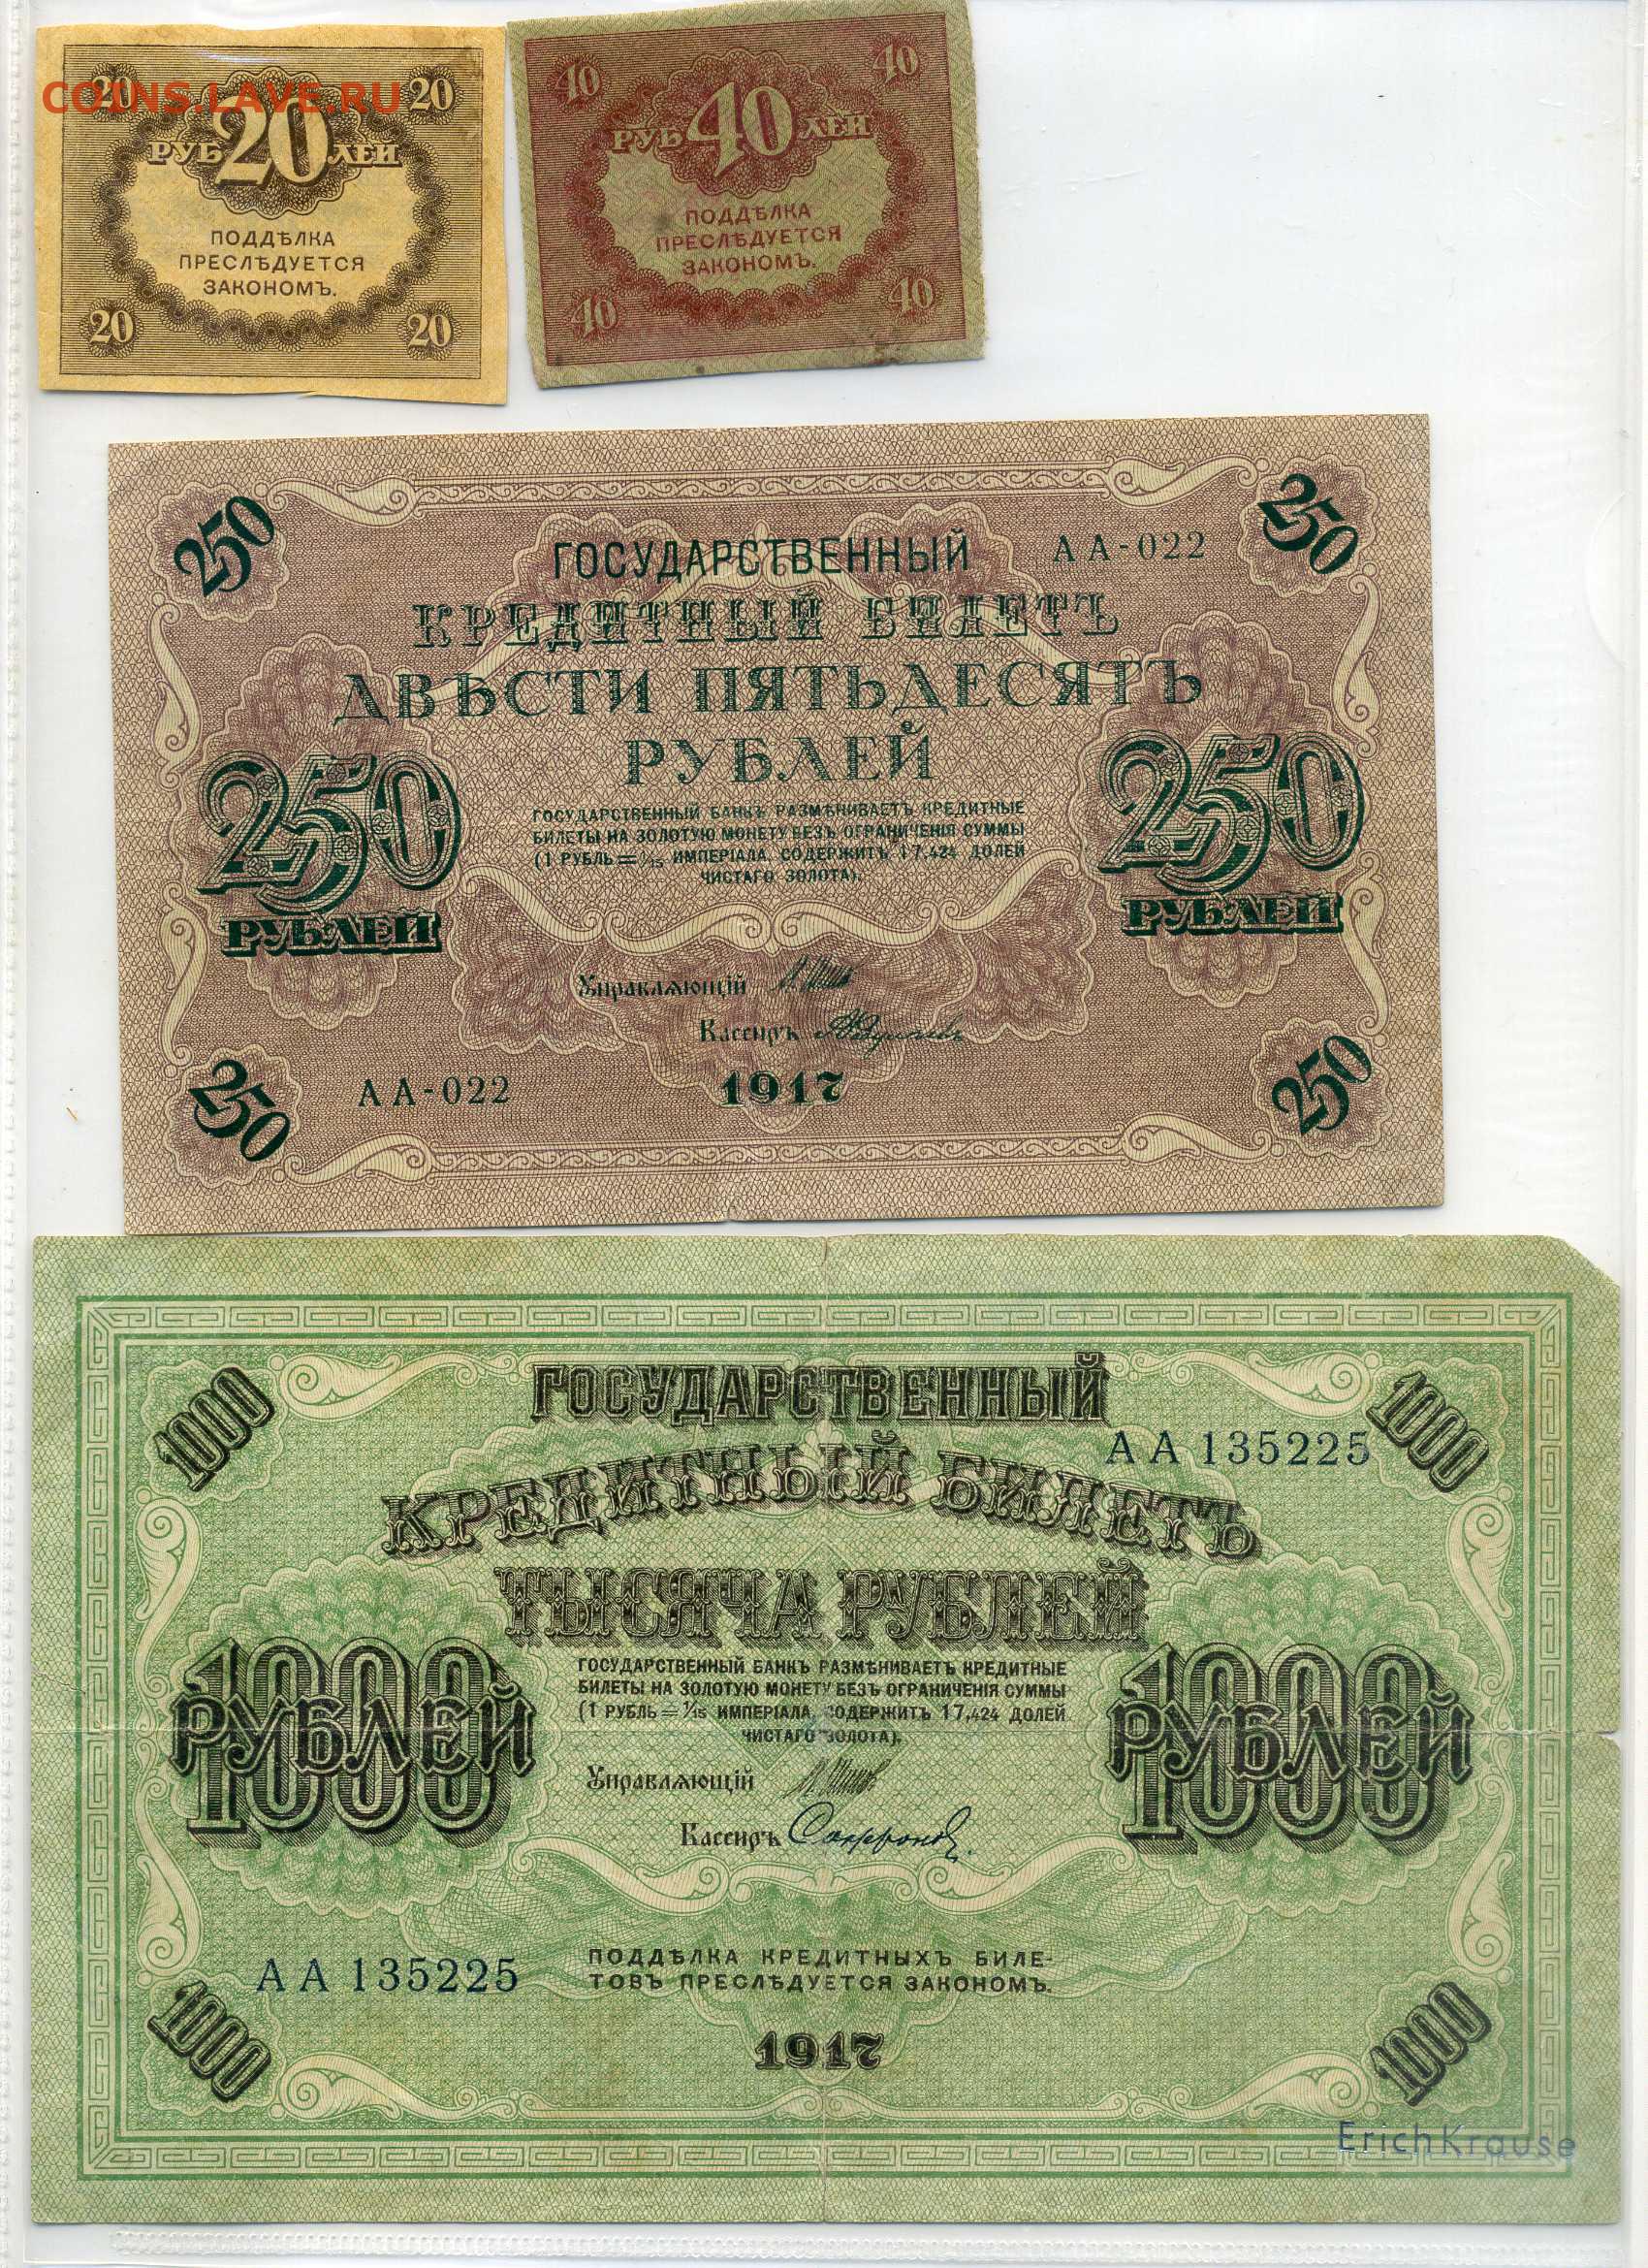 COINS.LAVE.RU
20 20
РУБ 20 ЛЕЙ
ПОДДѢЛКА
ПРЕСЛѢДУЕТСЯ
ЗАКОНОМЪ.
20 20
40 40
РУБ 40 ЛЕЙ
ПОДДѢЛКА
ПРЕСЛѢДУЕТСЯ
ЗАКОНОМЪ.
40 40
250 250
ГОСУДАРСТВЕННЫЙ АА-022
КРЕДИТНЫЙ БИЛЕТЪ
ДВѢСТИ ПЯТЬДЕСЯТЪ
РУБЛЕЙ
250 РУБЛЕЙ
ГОСУДАРСТВЕННЫЙ БАНКЪ РАЗМѢНИВАЕТЪ КРЕДИТНЫЕ
БИЛЕТЫ НА ЗОЛОТУЮ МОНЕТУ БЕЗЪ ОГРАНИЧЕНІЯ СУММЫ
(1 РУБЛЬ = 1/15 ИМПЕРІАЛА, СОДЕРЖИТЪ 17,424 ДОЛЕЙ
ЧИСТАГО ЗОЛОТА).
250 РУБЛЕЙ
Управляющій
Кассиръ
АА-022 1917
250 250
1000 1000
ГОСУДАРСТВЕННЫЙ
АА 135225
КРЕДИТНЫЙ БИЛЕТЪ
ТЫСЯЧА РУБЛЕЙ
1000 РУБЛЕЙ
ГОСУДАРСТВЕННЫЙ БАНКЪ РАЗМѢНИВАЕТЪ КРЕДИТНЫЕ
БИЛЕТЫ НА ЗОЛОТУЮ МОНЕТУ БЕЗЪ ОГРАНИЧЕНІЯ СУММЫ
(1 РУБЛЬ = 1/15 ИМПЕРІАЛА, СОДЕРЖИТЪ 17,424 ДОЛЕЙ
ЧИСТАГО ЗОЛОТА).
1000 РУБЛЕЙ
Управляющій
Кассиръ
АА 135225
ПОДДѢЛКА КРЕДИТНЫХЪ БИЛЕ-
ТОВЪ ПРЕСЛѢДУЕТСЯ ЗАКОНОМЪ.
1917
1000 1000
ErichKrause